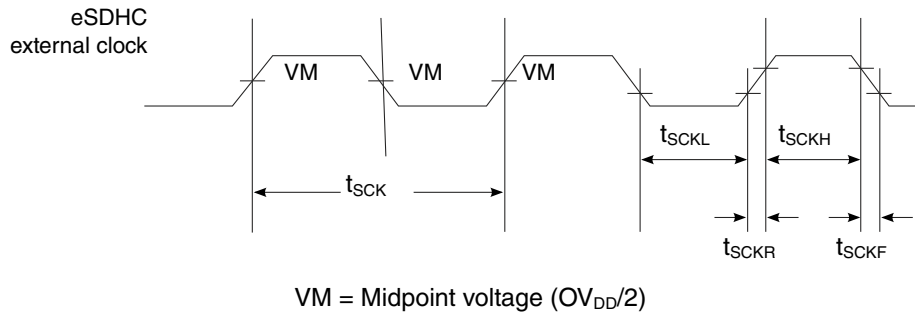 eSDHC
external clock
VM VM VM
tSCKL tSCKH
tSCK
tSCKR tSCKF
VM = Midpoint voltage (OVDD/2)